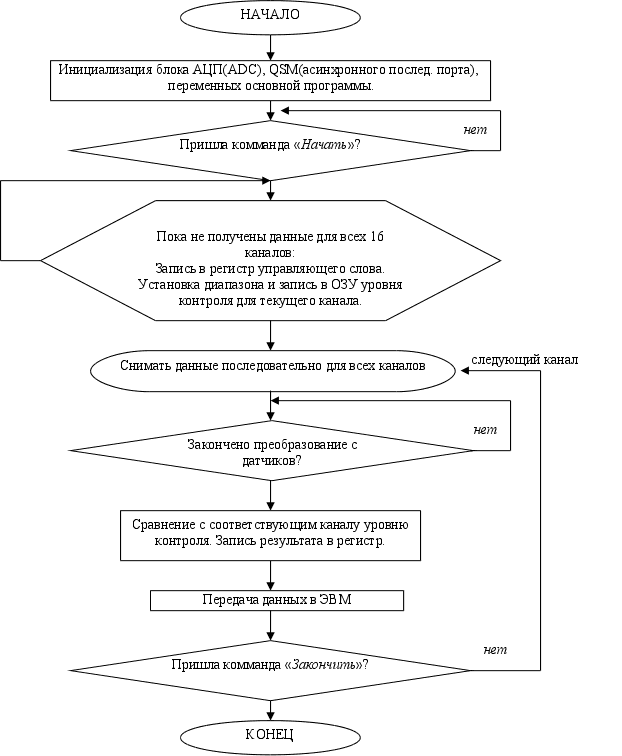 НАЧАЛО
Инициализация блока АЦП(ADC), QSM(асинхронного послед. порта),
переменных основной программы.
нет
Пришла комманда «Начать»?
Пока не получены данные для всех 16
каналов:
Запись в регистр управляющего слова.
Установка диапазона и запись в ОЗУ уровня
контроля для текущего канала.
следующий канал
Снимать данные последовательно для всех каналов
нет
Закончено преобразование с
датчиков?
Сравнение с соответствующим каналу уровню
контроля. Запись результата в регистр.
Передача данных в ЭВМ
нет
Пришла комманда «Закончить»?
КОНЕЦ